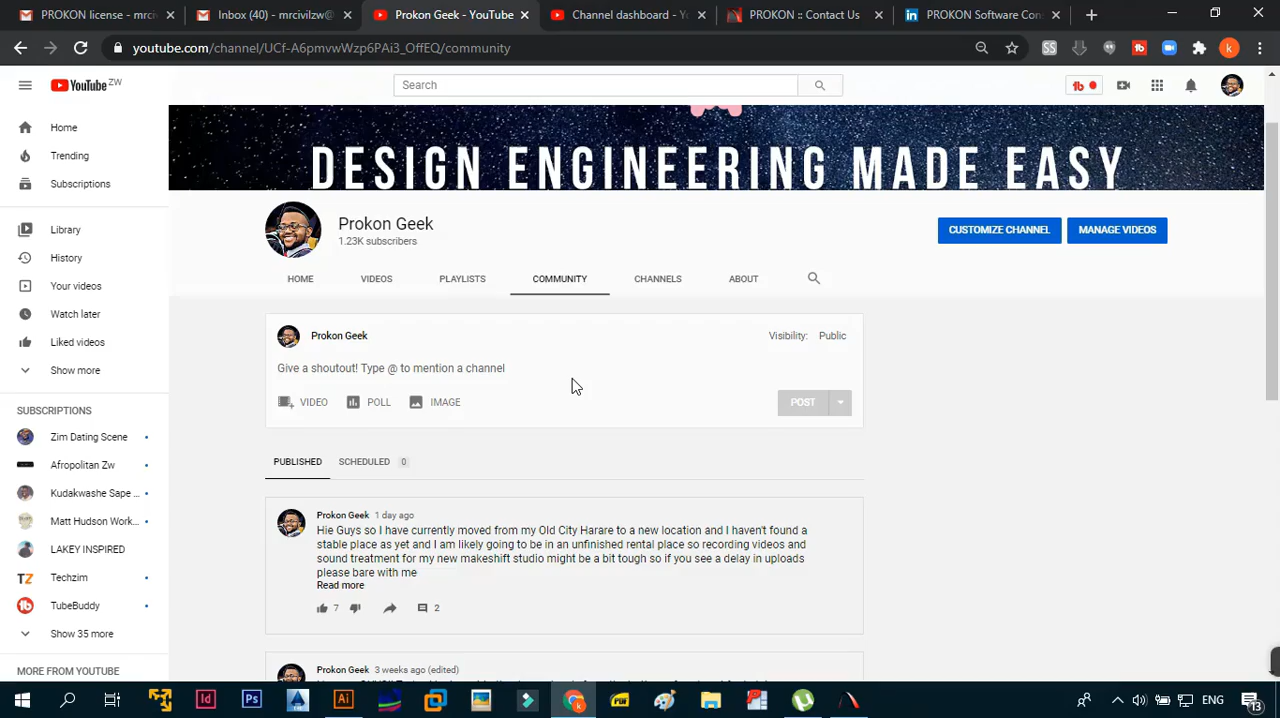 PROKON license - mrciv
Inbox (40) - mrcivilzw@
Prokon Geek - YouTube
Channel dashboard - Yo
PROKON :: Contact Us
PROKON Software Cons
youtube.com/channel/UCf-A6pmvwWzp6PAi3_OffEQ/community
YouTube ZW
Search
Home
Trending
Subscriptions
Library
History
Your videos
Watch later
Liked videos
Show more
SUBSCRIPTIONS
Zim Dating Scene
Afropolitan Zw
Kudakwashe Sape ...
Matt Hudson Work...
LAKEY INSPIRED
Techzim
TubeBuddy
Show 35 more
MORE FROM YOUTUBE
DESIGN ENGINEERING MADE EASY
Prokon Geek
1.23K subscribers
CUSTOMIZE CHANNEL
MANAGE VIDEOS
HOME
VIDEOS
PLAYLISTS
COMMUNITY
CHANNELS
ABOUT
Prokon Geek
Visibility: Public
Give a shoutout! Type @ to mention a channel
VIDEO
POLL
IMAGE
POST
PUBLISHED
SCHEDULED 0
Prokon Geek 1 day ago
Hie Guys so I have currently moved from my Old City Harare to a new location and I haven't found a
stable place as yet and I am likely going to be in an unfinished rental place so recording videos and
sound treatment for my new makeshift studio might be a bit tough so if you see a delay in uploads
please bare with me
Read more
7
2
Prokon Geek 3 weeks ago (edited)
ENG
13